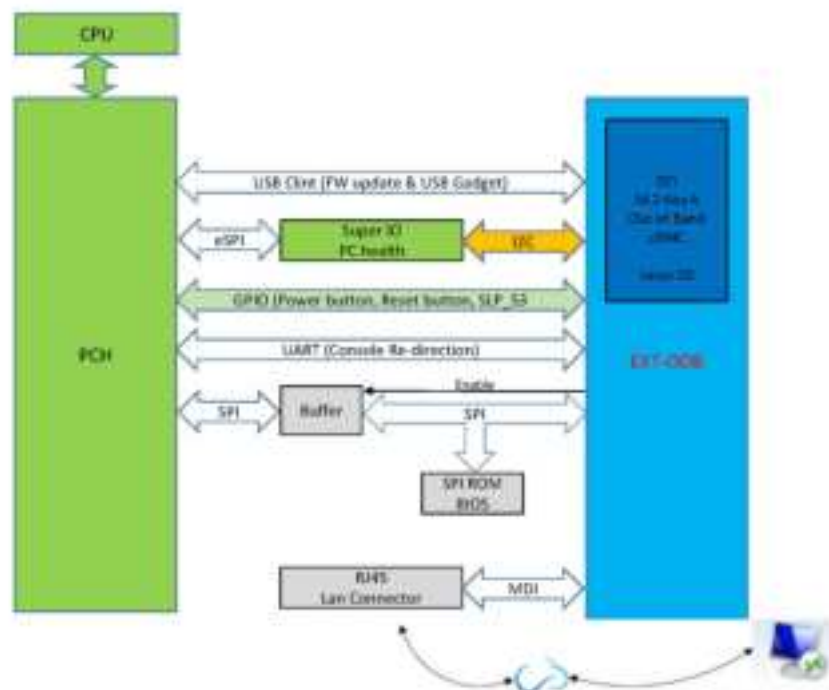 CPU
USB Clint (FW update & USB Gadget)
eSPI
Super IO
PC health
I2C
GPIO (Power button, Reset button, SLP_S3
PCH
UART (Console Re-direction)
EXT-OOB
Enable
SPI
Buffer
SPI
SPI ROM
BIOS
RJ45
Lan Connector
MDI